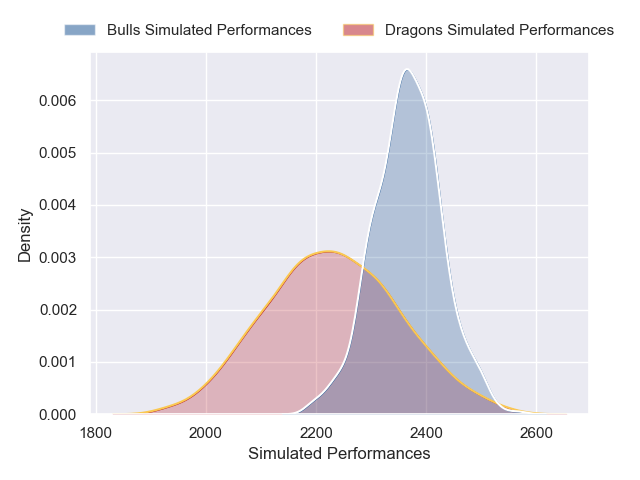 Bulls Simulated Performances
Dragons Simulated Performances
0.006
0.005
0.004
0.003
0.002
0.001
0.000
Density
1800 2000 2200 2400 2600
Simulated Performances